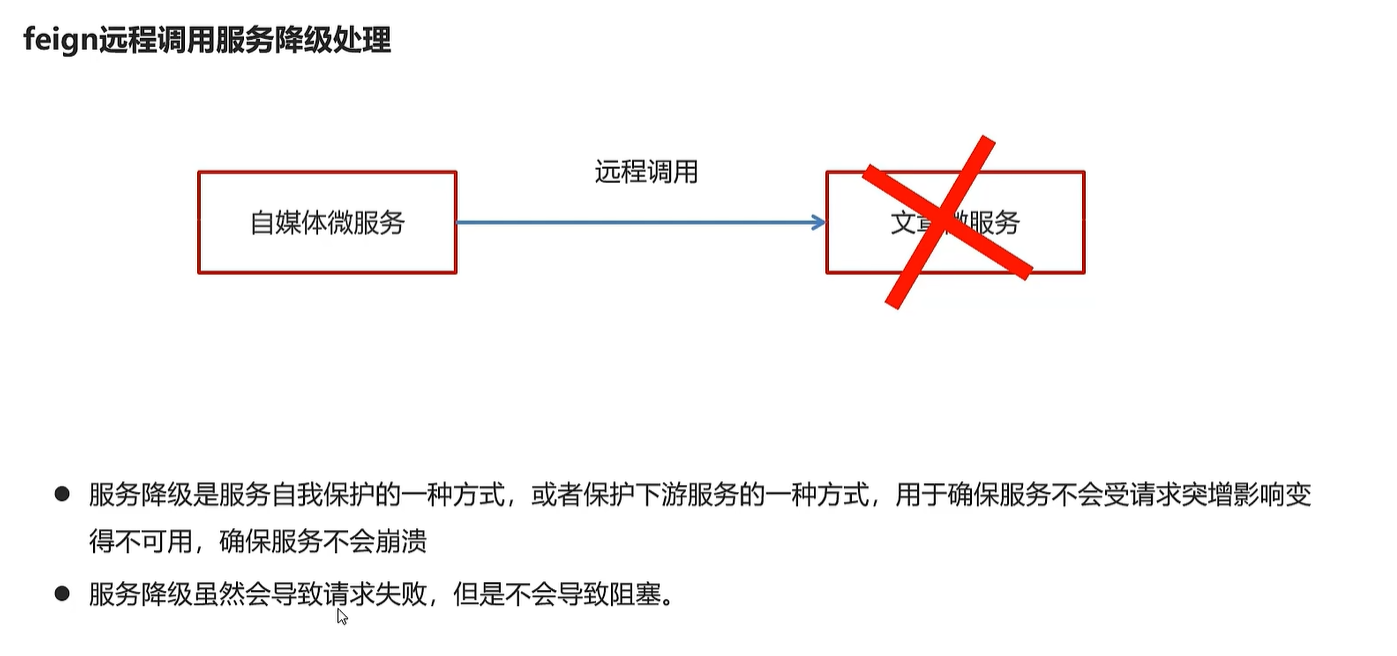 feign远程调用服务降级处理
远程调用
自媒体微服务
文章微服务
服务降级是服务自我保护的一种方式，或者保护下游服务的一种方式，用于确保服务不会受请求突增影响变
得不可用，确保服务不会崩溃
服务降级虽然会导致请求失败，但是不会导致阻塞。